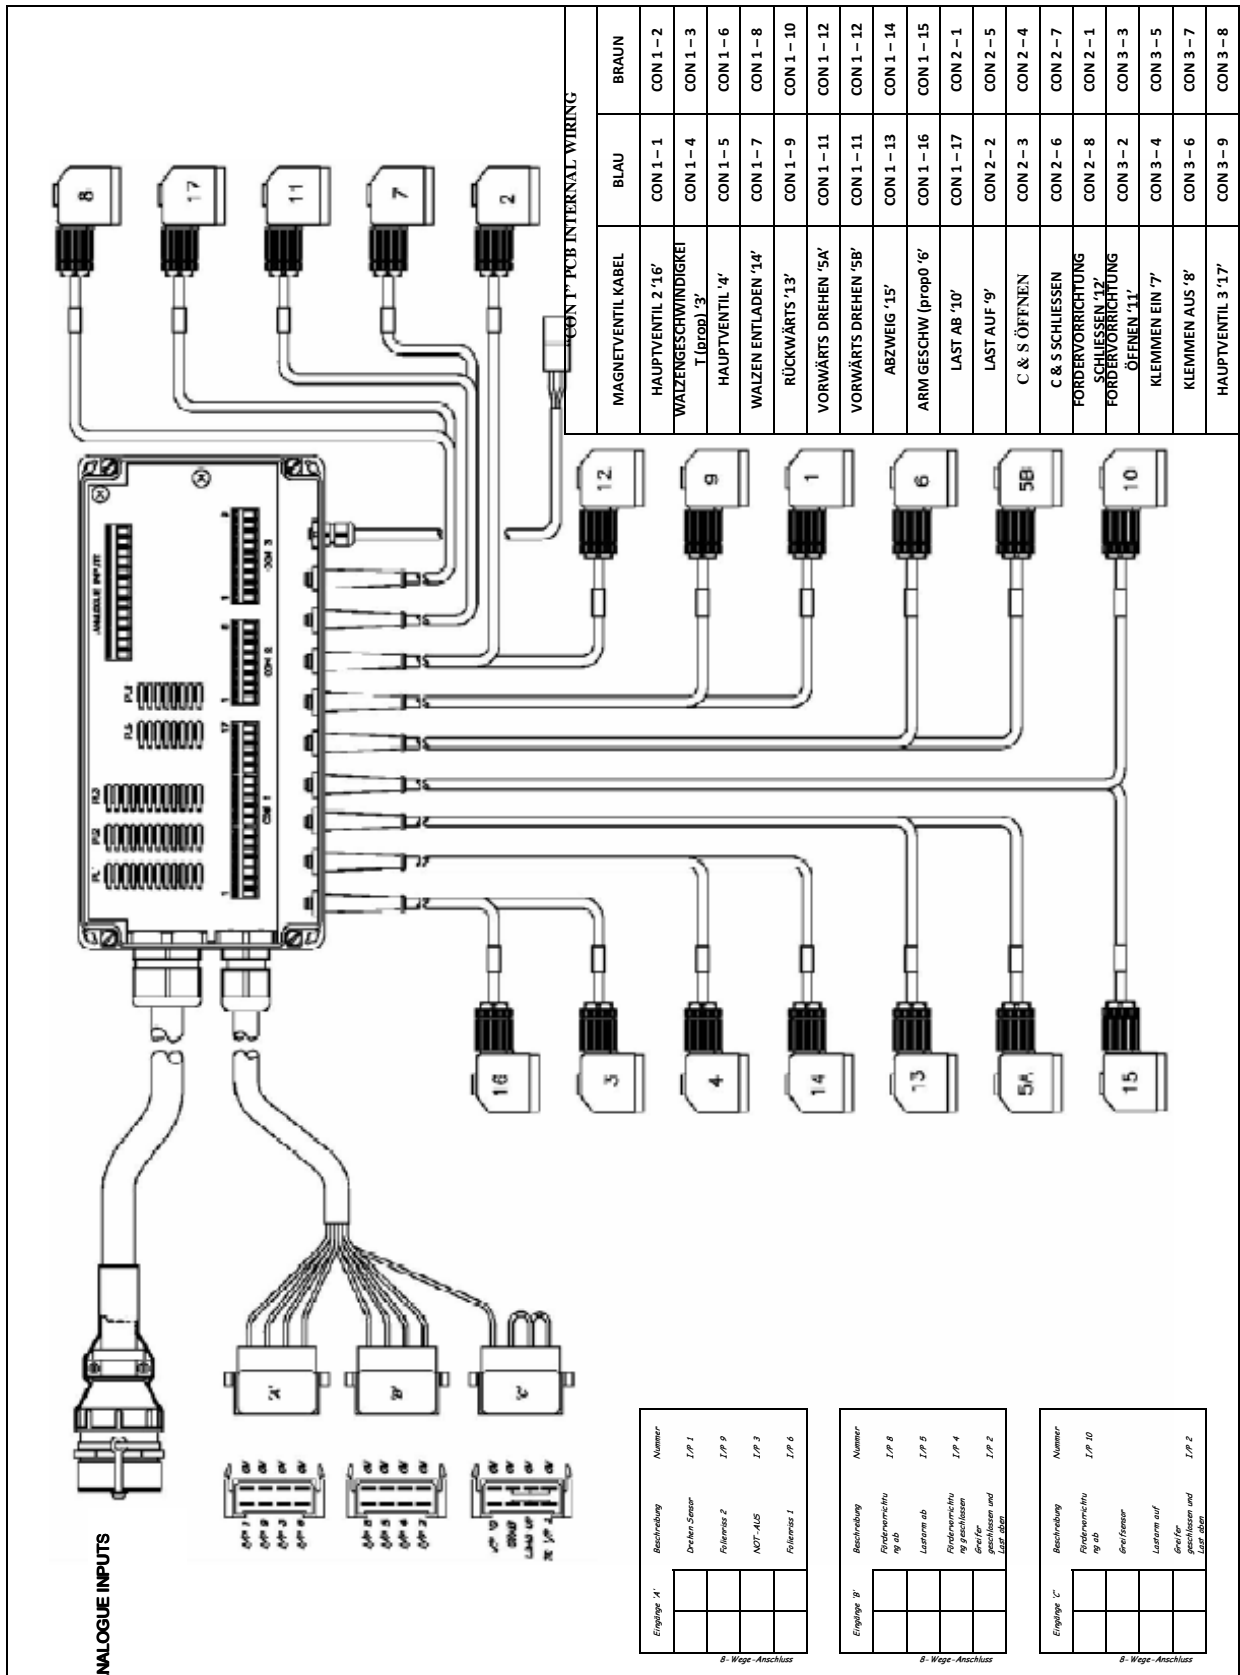 "CON 1" PCB INTERNAL WIRING
MAGNETVENTIL KABEL BLAU BRAUN
HAUPTVENTIL 2 '16' CON 1 – 1 CON 1 – 2
WALZENGESCHWINDIGKEI
T (prop) '3' CON 1 – 4 CON 1 – 3
HAUPTVENTIL '4' CON 1 – 5 CON 1 – 6
WALZEN ENTLADEN '14' CON 1 – 7 CON 1 – 8
RÜCKWÄRTS '13' CON 1 – 9 CON 1 – 10
VORWÄRTS DREHEN '5A' CON 1 – 11 CON 1 – 12
VORWÄRTS DREHEN '5B' CON 1 – 11 CON 1 – 12
ABZWEIG '15' CON 1 – 13 CON 1 – 14
ARM GESCHW (prop0 '6' CON 1 – 16 CON 1 – 15
LAST AB '10' CON 1 – 17 CON 2 – 1
LAST AUF '9' CON 2 – 2 CON 2 – 5
C & S ÖFFNEN CON 2 – 3 CON 2 – 4
C & S SCHLIESSEN CON 2 – 6 CON 2 – 7
FORDERVORRICHTUNG
SCHLIESSEN '12' CON 2 – 8 CON 2 – 1
FORDERVORRICHTUNG
ÖFFNEN '11' CON 3 – 2 CON 3 – 3
KLEMMEN EIN '7' CON 3 – 4 CON 3 – 5
KLEMMEN AUS '8' CON 3 – 6 CON 3 – 7
HAUPTVENTIL 3 '17' CON 3 – 9 CON 3 – 8
8
17
11
7
2
12
9
1
6
5B
10
16
3
4
14
13
5A
15
ANALOGUE INPUTS
1 17
CON 1
CON 2
CON 3
'A'
'B'
'C'
NALOGUE INPUTS
Eingänge 'A' Beschreibung Nummer
Drehen Sensor I/P 1
Folienriss 2 I/P 9
NOT-AUS I/P 3
Folienriss 1 I/P 6
8- Wege -Anschluss
Eingänge 'B' Beschreibung Nummer
Fördervorrichtu
ng ab I/P 8
Lastarm ab I/P 5
Fördervorrichtu
ng geschlossen I/P 4
Greifer
geschlossen und
Last oben I/P 2
8- Wege -Anschluss
Eingänge 'C' Beschreibung Nummer
Fördervorrichtu
ng ab I/P 10
Greifsensor
Lastarm auf
Greifer
geschlossen und
Last oben I/P 2
8- Wege -Anschluss